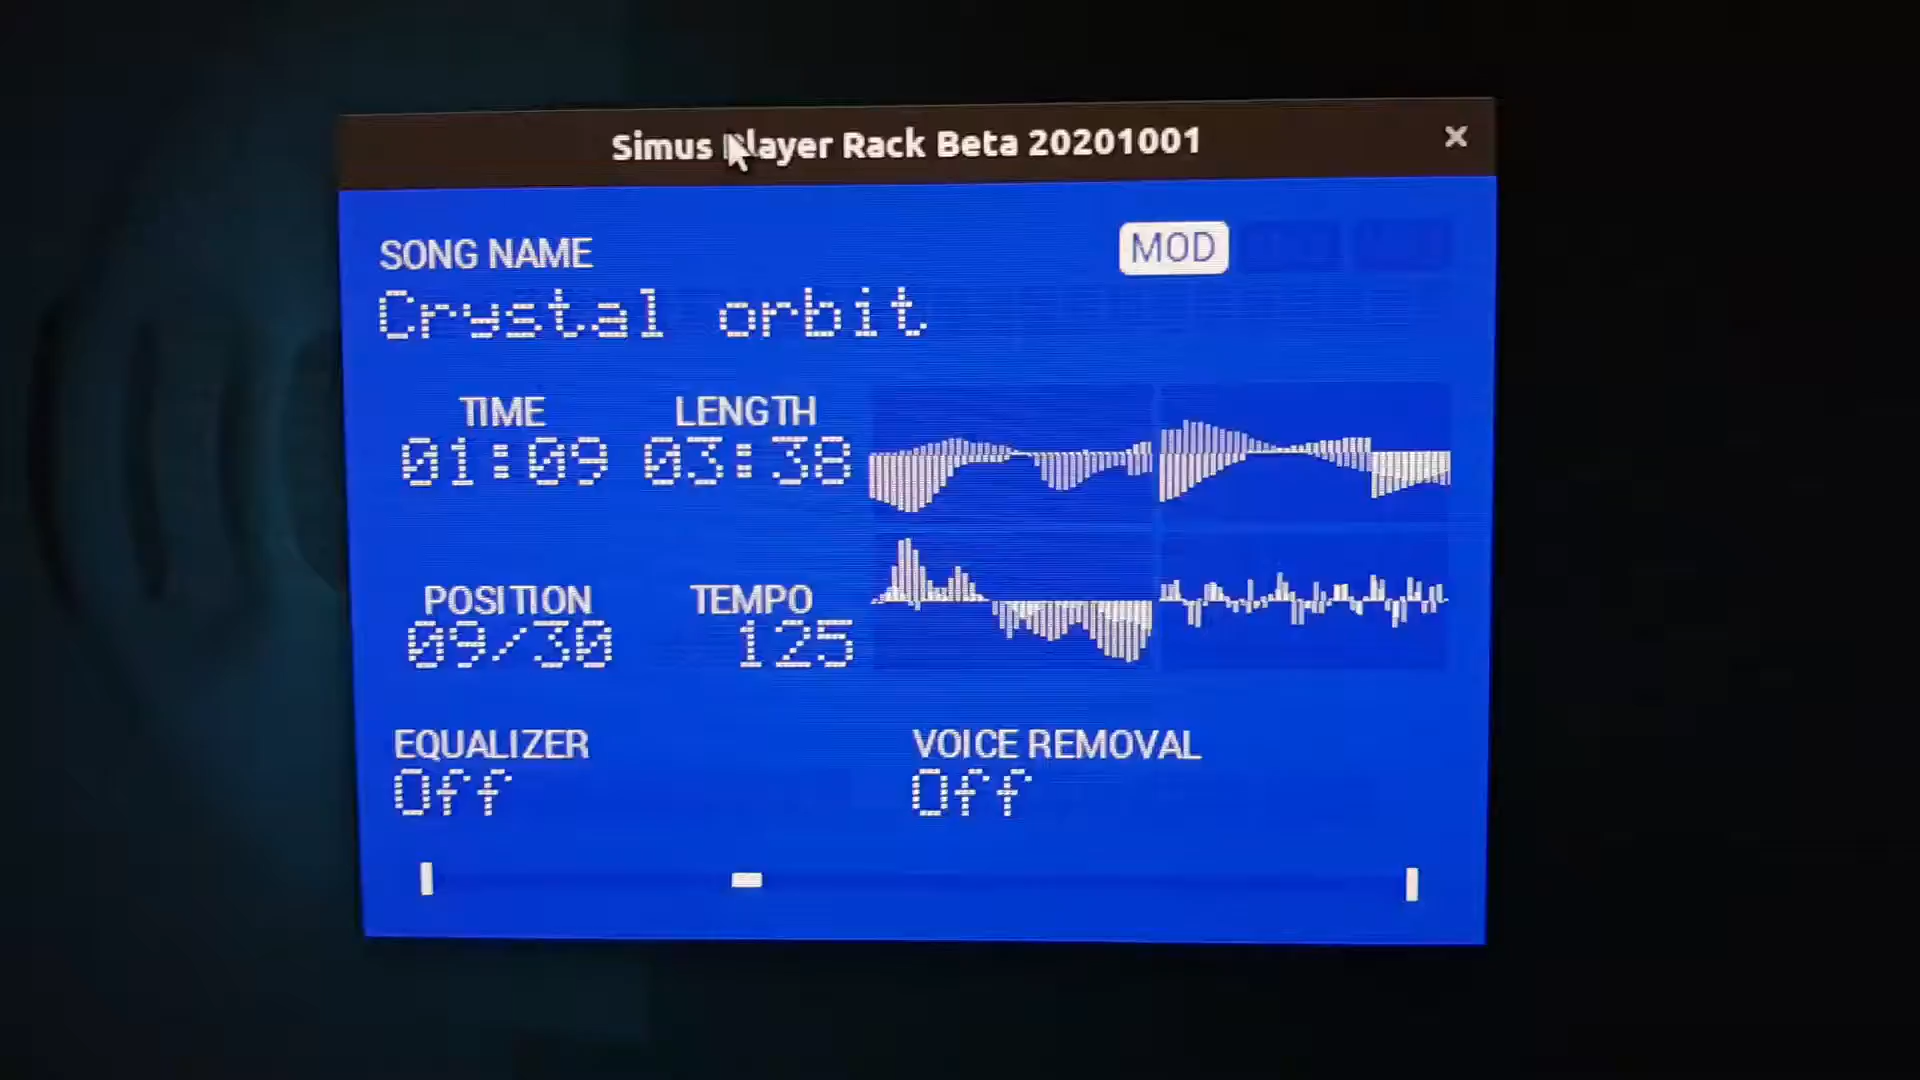 Simus Player Rack Beta 20201001 ×
SONG NAME
MOD
Crystal orbit
TIME LENGTH
01:09 03:38
POSITION TEMPO
09/30 125
EQUALIZER VOICE REMOVAL
Off Off